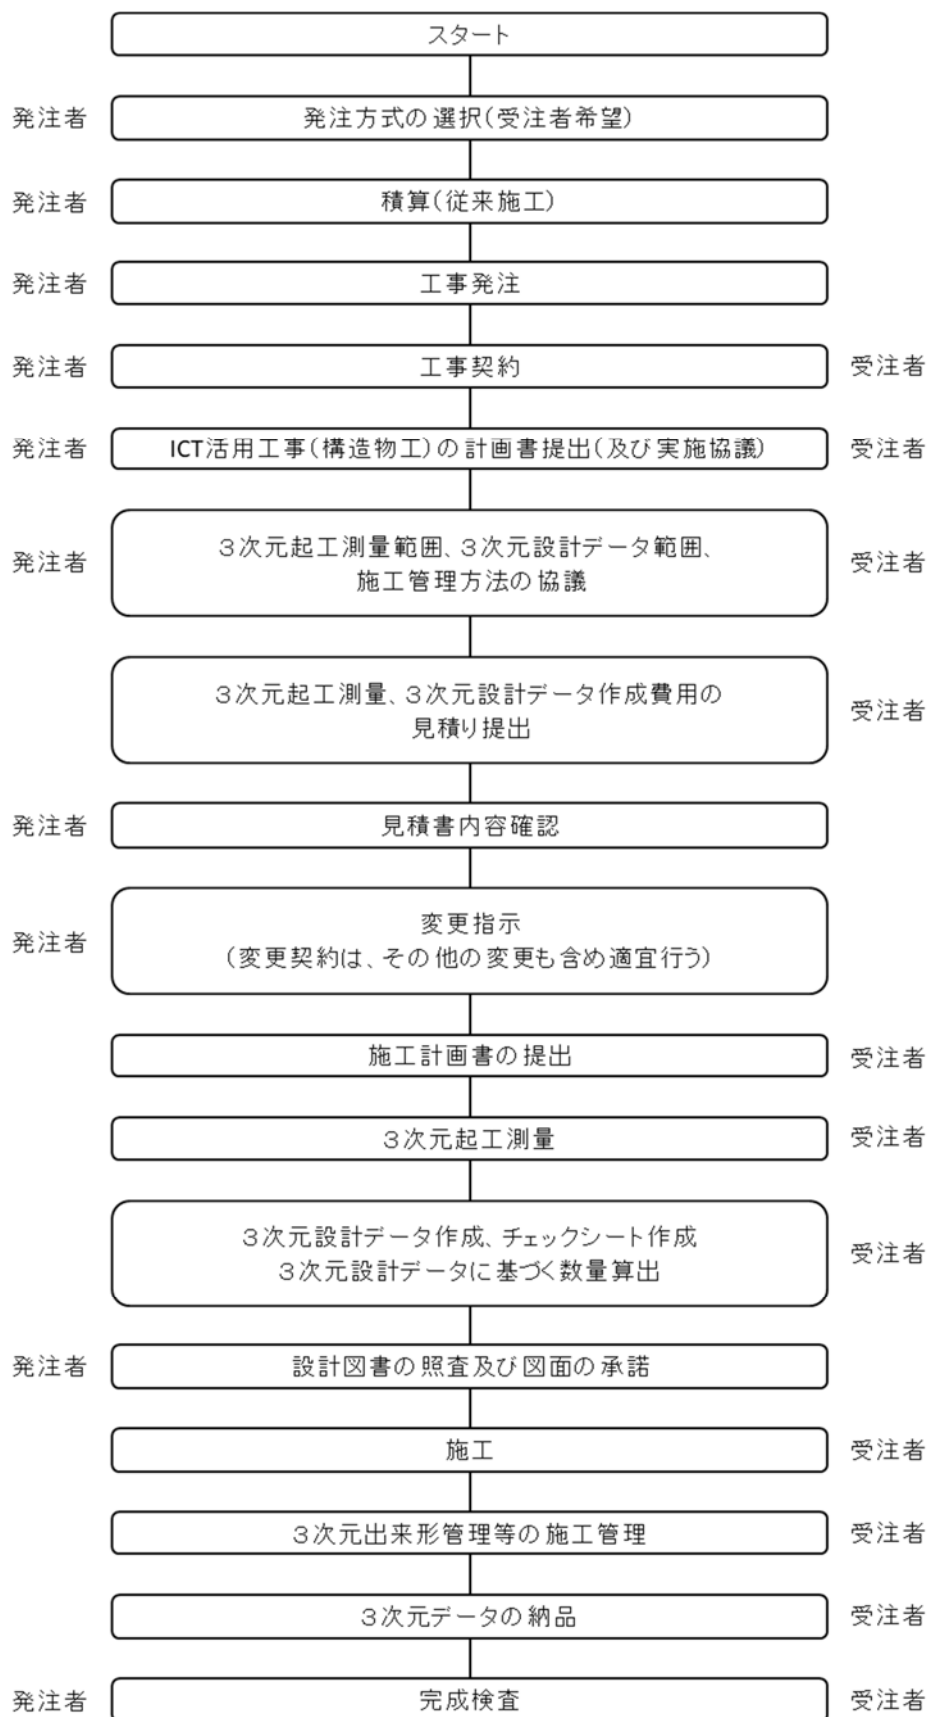 スタート
発注者 発注方式の選択(受注者希望)
発注者 積算(従来施工)
発注者 工事発注
発注者 工事契約 受注者
発注者 ICT活用工事(構造物工)の計画書提出(及び実施協議) 受注者
３次元起工測量範囲、３次元設計データ範囲、
発注者 施工管理方法の協議 受注者
３次元起工測量、３次元設計データ作成費用の
見積り提出 受注者
発注者 見積書内容確認
変更指示
発注者 (変更契約は、その他の変更も含め適宜行う)
施工計画書の提出 受注者
３次元起工測量 受注者
３次元設計データ作成、チェックシート作成
３次元設計データに基づく数量算出 受注者
発注者 設計図書の照査及び図面の承諾
施工 受注者
３次元出来形管理等の施工管理 受注者
３次元データの納品 受注者
発注者 完成検査 受注者